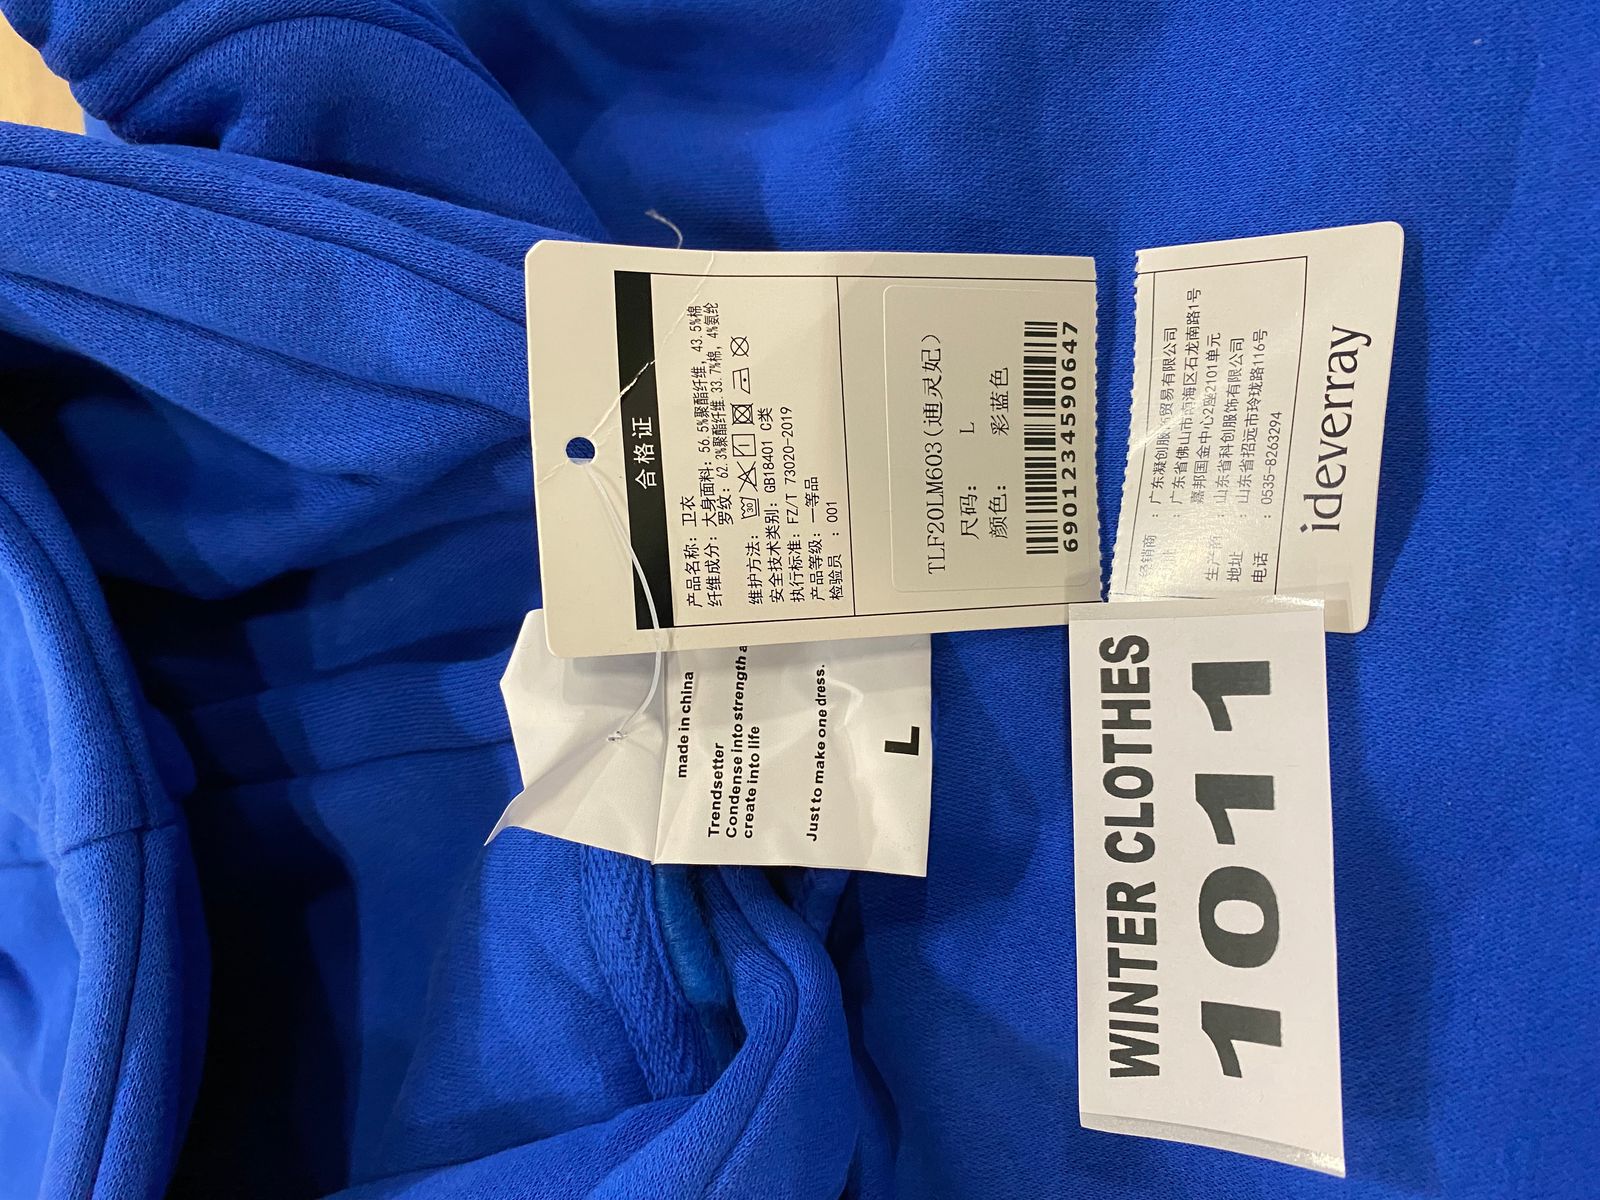 合格证
产品名称: 卫衣
纤维成分: 大身面料: 56.5%聚酯纤维, 43.5%棉
罗纹: 62.3%聚酯纤维 33.7%棉, 4%氨纶
维护方法: 30
安全技术类别: GB18401 C类
执行标准: FZ/T 73020-2019
产品等级: 一等品
检验员 : 001
TLF20LM603(通灵妃)
尺码: L
颜色: 彩蓝色
6901234590647
经销商 : 广东凝创服 贸易有限公司
: 广东省佛山市南海区石龙南路1号
嘉邦国金中心2座2101单元
生产商 : 山东省科创服饰有限公司
地址 : 山东省招远市玲珑路116号
电话 : 0535-8263294
ideverray
made in china
Trendsetter
Condense into strength
create into life
Just to make one dress.
L
WINTER CLOTHES
1011